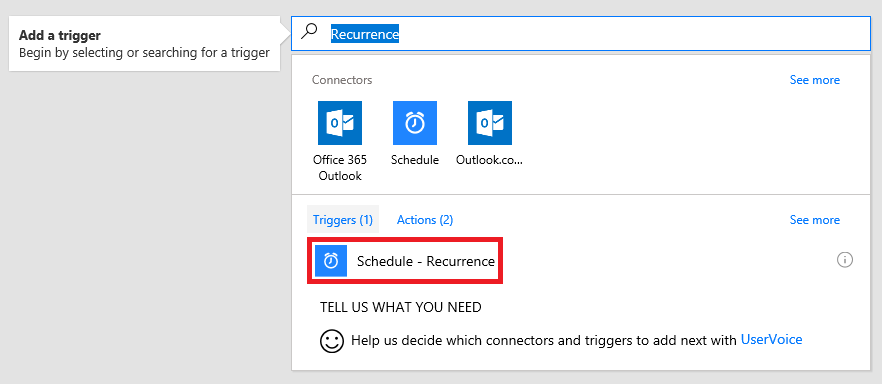 Add a trigger
Begin by selecting or searching for a trigger
Recurrence
Connectors
See more
Office 365
Outlook
Schedule
Outlook.co...
Triggers (1)
Actions (2)
See more
Schedule - Recurrence
TELL US WHAT YOU NEED
Help us decide which connectors and triggers to add next with UserVoice